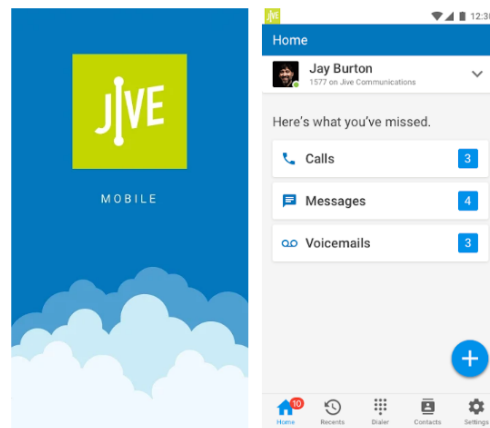 JIVE
MOBILE
JIVE
12:30
Home
Jay Burton
1577 on Jive Communications
Here's what you've missed.
Calls
3
Messages
4
Voicemails
3
10
Home
Recents
Dialer
Contacts
Settings